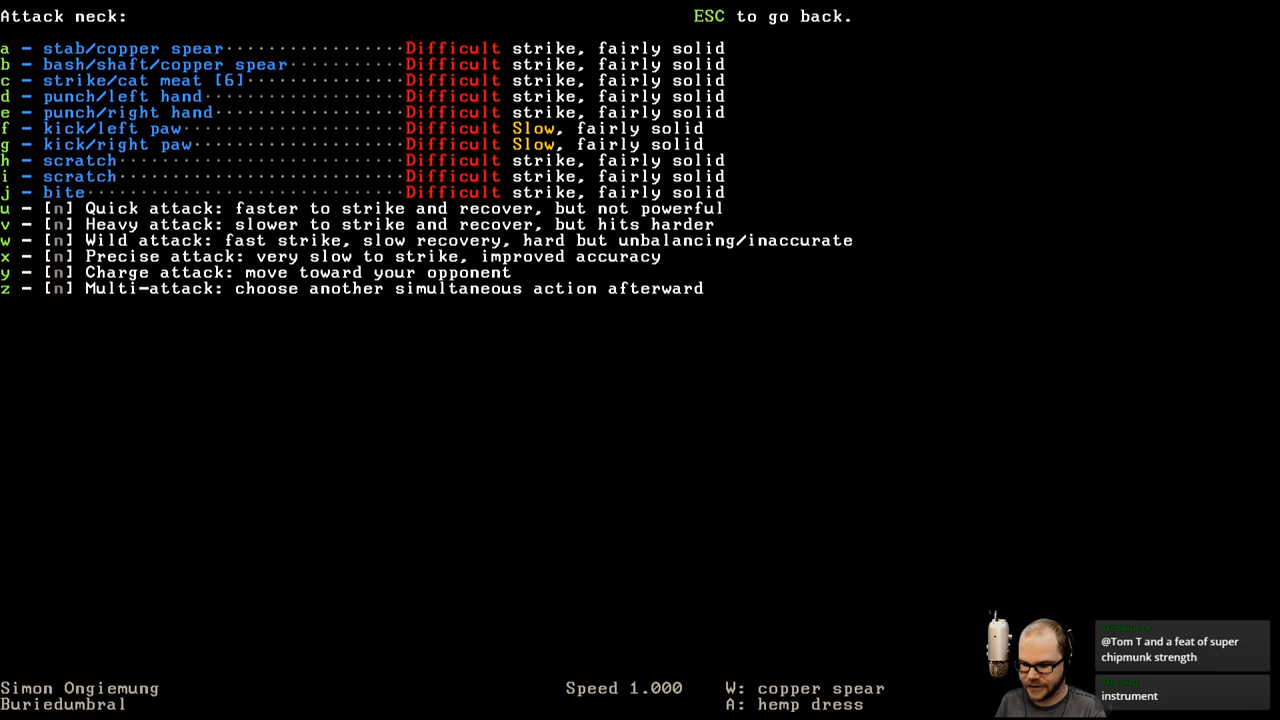 Attack neck: ESC to go back.
a - stab/copper spear Difficult strike, fairly solid
b - bash/shaft/copper spear Difficult strike, fairly solid
c - strike/cat meat [6] Difficult strike, fairly solid
d - punch/left hand Difficult strike, fairly solid
e - punch/right hand Difficult strike, fairly solid
f - kick/left paw Difficult Slow, fairly solid
g - kick/right paw Difficult Slow, fairly solid
h - scratch Difficult strike, fairly solid
i - scratch Difficult strike, fairly solid
j - bite Difficult strike, fairly solid
u - [n] Quick attack: faster to strike and recover, but not powerful
v - [n] Heavy attack: slower to strike and recover, but hits harder
w - [n] Wild attack: fast strike, slow recovery, hard but unbalancing/inaccurate
x - [n] Precise attack: very slow to strike, improved accuracy
y - [n] Charge attack: move toward your opponent
z - [n] Multi-attack: choose another simultaneous action afterward
@Tom T and a feat of super
chipmunk strength
instrument
Simon Ongiemung Speed 1.000 W: copper spear
Buriedumbral A: hemp dress